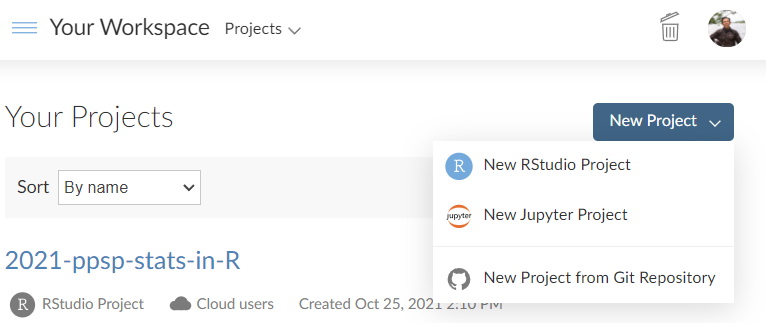 Your Workspace Projects
Your Projects
New Project
Sort By name
R New RStudio Project
jupyter New Jupyter Project
New Project from Git Repository
2021-ppsp-stats-in-R
R RStudio Project Cloud users Created Oct 25, 2021 2:10 PM